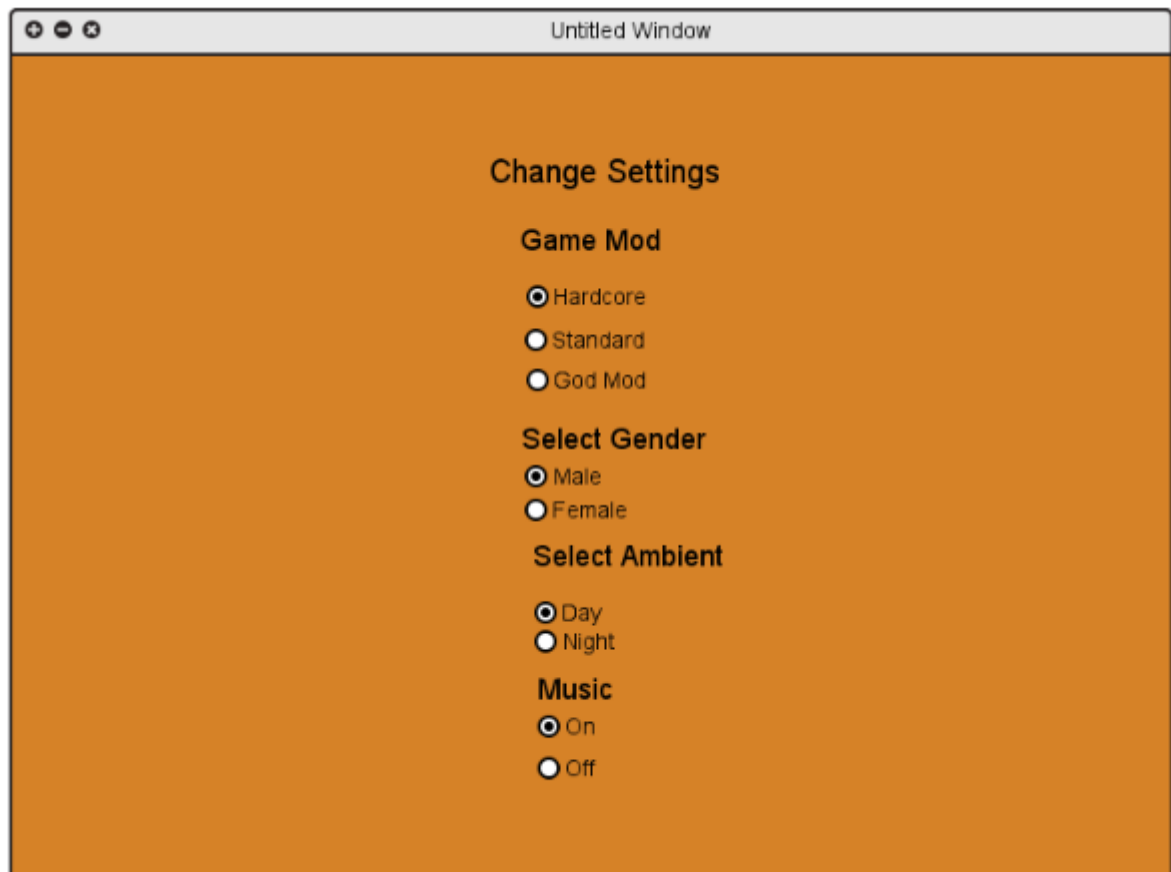 Untitled Window
Change Settings
Game Mod
Hardcore
Standard
God Mod
Select Gender
Male
Female
Select Ambient
Day
Night
Music
On
Off